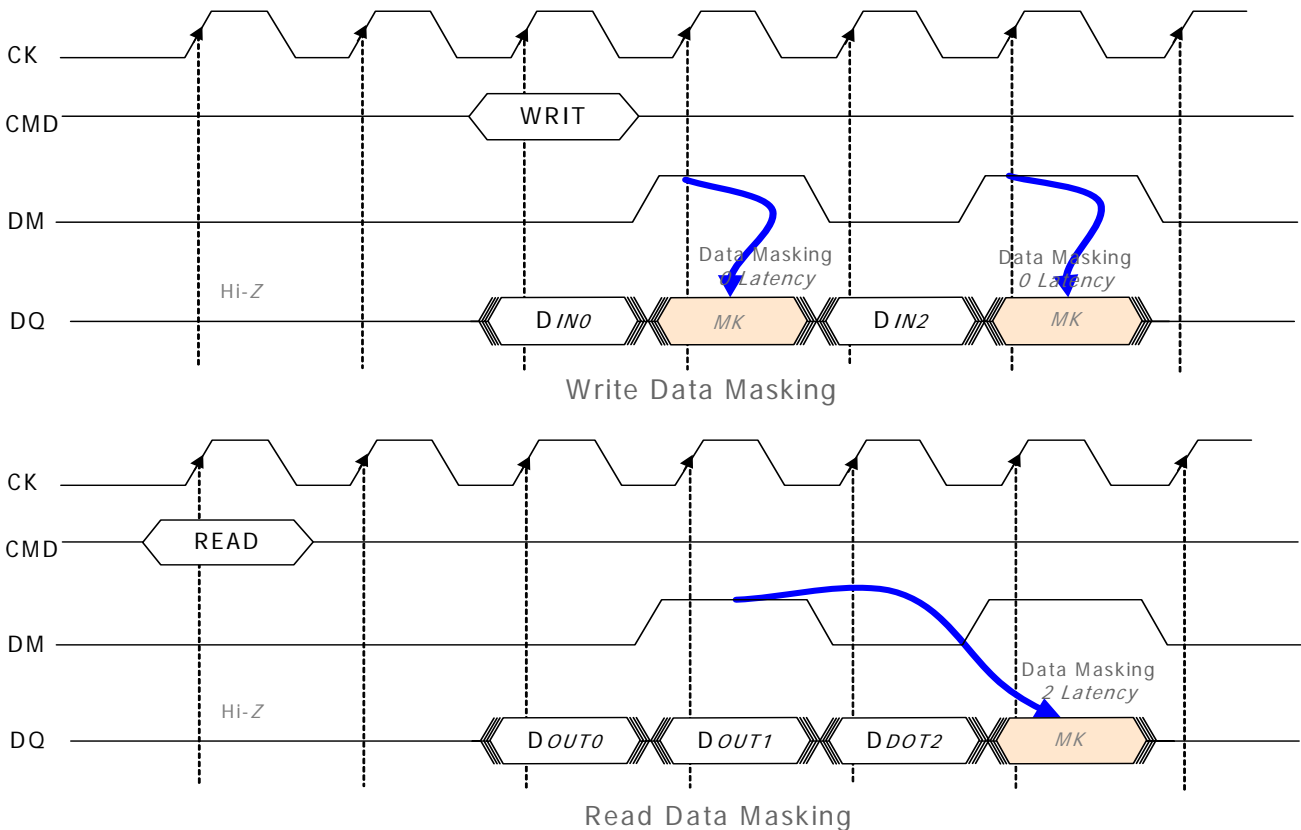 CK
CMD
WRIT
DM
Data Masking
0 Latency
Data Masking
0 Latency
Hi-Z
DQ
DIN0
MK
DIN2
MK
Write Data Masking
CK
CMD
READ
DM
Data Masking
2 Latency
Hi-Z
DQ
DOUT0
DOUT1
DDOT2
MK
Read Data Masking